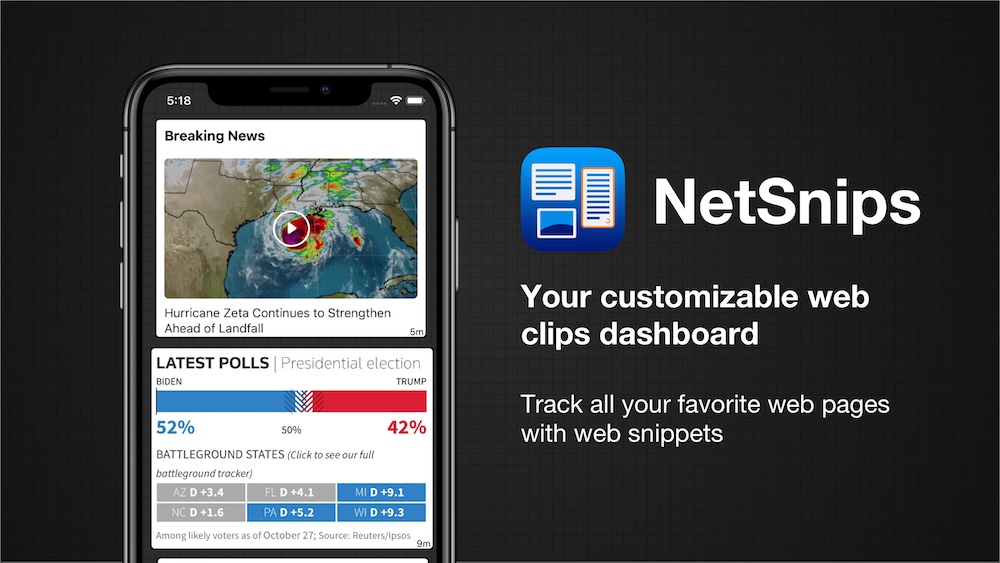 5:18
Breaking News
Hurricane Zeta Continues to Strengthen
Ahead of Landfall
5m
LATEST POLLS | Presidential election
BIDEN TRUMP
52% 50% 42%
BATTLEGROUND STATES (Click to see our full
battleground tracker)
AZ D +3.4 FL D +4.1 MI D +9.1
NC D +1.6 PA D +5.2 WI D +9.3
Among likely voters as of October 27; Source: Reuters/Ipsos
9m
NetSnips
Your customizable web
clips dashboard
Track all your favorite web pages
with web snippets